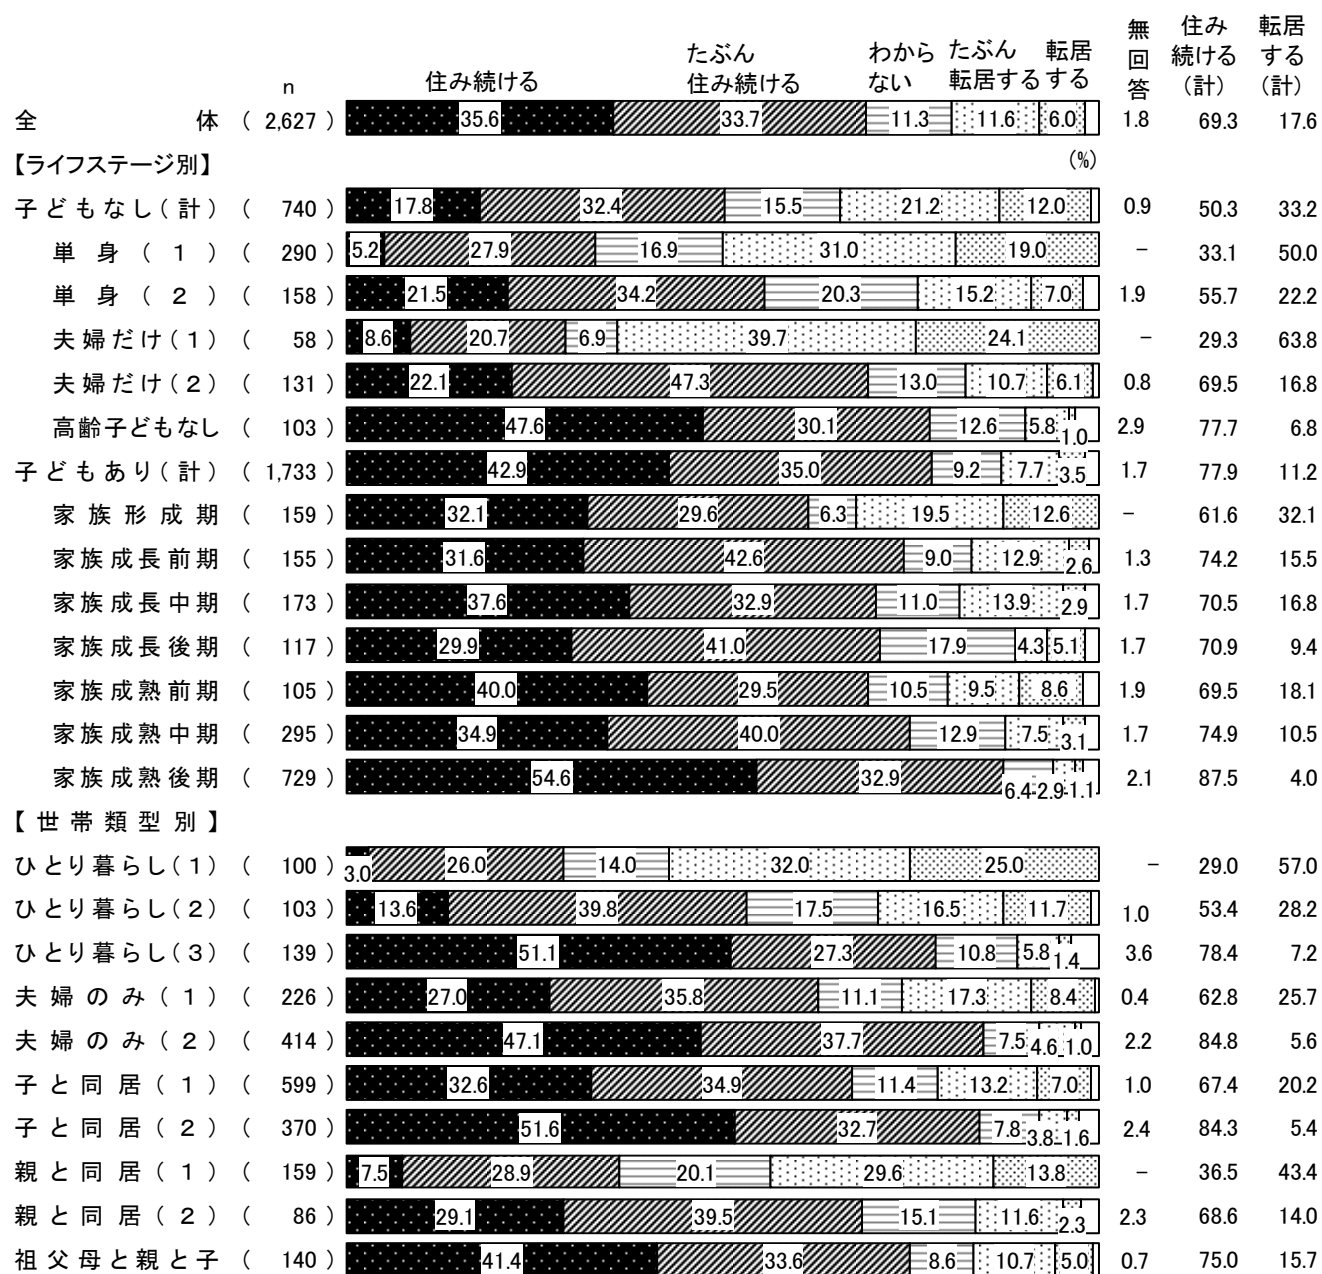 n 住み続ける たぶん住み続ける わからない たぶん転居する 転居する 無回答 住み続ける（計） 転居する（計）
全体 ( 2,627 ) 35.6 33.7 11.3 11.6 6.0 1.8 69.3 17.6
【ライフステージ別】 (%)
子どもなし(計) ( 740 ) 17.8 32.4 15.5 21.2 12.0 0.9 50.3 33.2
単身(1) ( 290 ) 5.2 27.9 16.9 31.0 19.0 － 33.1 50.0
単身(2) ( 158 ) 21.5 34.2 20.3 15.2 7.0 1.9 55.7 22.2
夫婦だけ(1) ( 58 ) 8.6 20.7 6.9 39.7 24.1 － 29.3 63.8
夫婦だけ(2) ( 131 ) 22.1 47.3 13.0 10.7 6.1 0.8 69.5 16.8
高齢子どもなし ( 103 ) 47.6 30.1 12.6 5.8 1.0 2.9 77.7 6.8
子どもあり(計) ( 1,733 ) 42.9 35.0 9.2 7.7 3.5 1.7 77.9 11.2
家族形成期 ( 159 ) 32.1 29.6 6.3 19.5 12.6 － 61.6 32.1
家族成長前期 ( 155 ) 31.6 42.6 9.0 12.9 2.6 1.3 74.2 15.5
家族成長中期 ( 173 ) 37.6 32.9 11.0 13.9 2.9 1.7 70.5 16.8
家族成長後期 ( 117 ) 29.9 41.0 17.9 4.3 5.1 1.7 70.9 9.4
家族成熟前期 ( 105 ) 40.0 29.5 10.5 9.5 8.6 1.9 69.5 18.1
家族成熟中期 ( 295 ) 34.9 40.0 12.9 7.5 3.1 1.7 74.9 10.5
家族成熟後期 ( 729 ) 54.6 32.9 6.4 2.9 1.1 2.1 87.5 4.0
【世帯類型別】
ひとり暮らし(1) ( 100 ) 3.0 26.0 14.0 32.0 25.0 － 29.0 57.0
ひとり暮らし(2) ( 103 ) 13.6 39.8 17.5 16.5 11.7 1.0 53.4 28.2
ひとり暮らし(3) ( 139 ) 51.1 27.3 10.8 5.8 1.4 3.6 78.4 7.2
夫婦のみ(1) ( 226 ) 27.0 35.8 11.1 17.3 8.4 0.4 62.8 25.7
夫婦のみ(2) ( 414 ) 47.1 37.7 7.5 4.6 1.0 2.2 84.8 5.6
子と同居(1) ( 599 ) 32.6 34.9 11.4 13.2 7.0 1.0 67.4 20.2
子と同居(2) ( 370 ) 51.6 32.7 7.8 3.8 1.6 2.4 84.3 5.4
親と同居(1) ( 159 ) 7.5 28.9 20.1 29.6 13.8 － 36.5 43.4
親と同居(2) ( 86 ) 29.1 39.5 15.1 11.6 2.3 2.3 68.6 14.0
祖父母と親と子 ( 140 ) 41.4 33.6 8.6 10.7 5.0 0.7 75.0 15.7